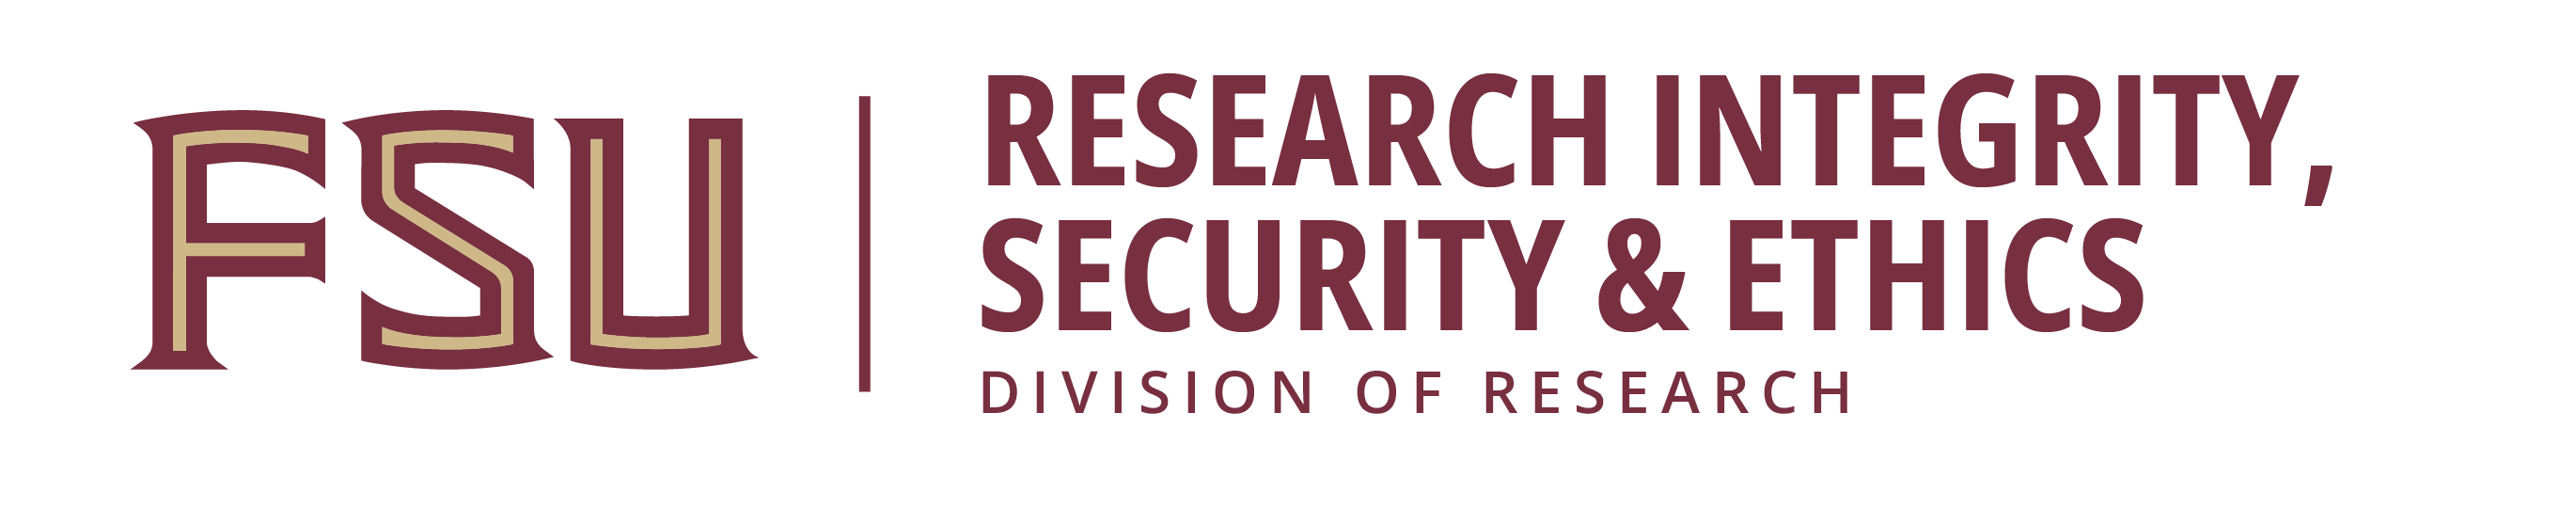 FSU
RESEARCH INTEGRITY,
SECURITY & ETHICS
DIVISION OF RESEARCH